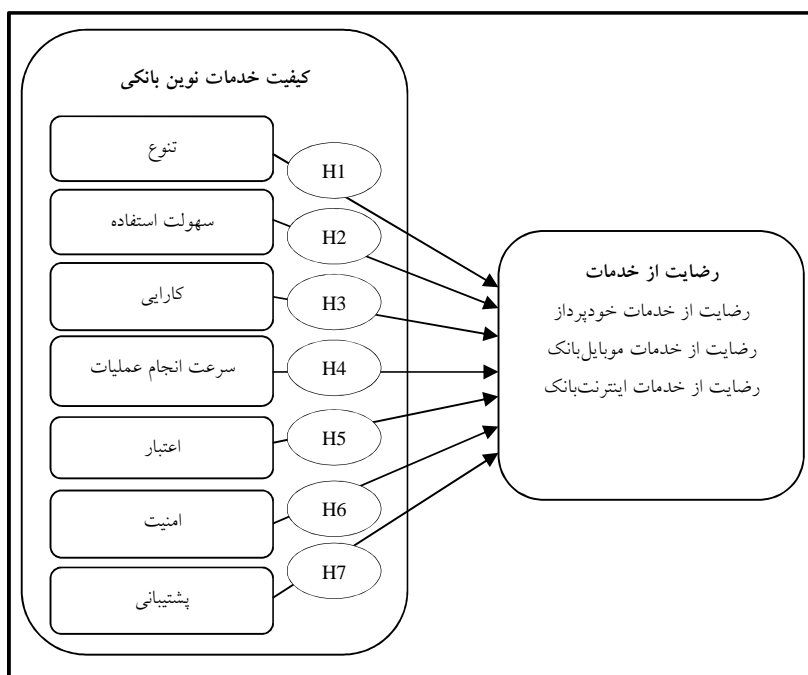 کیفیت خدمات نوین بانکی
تنوع
H1
سهولت استفاده
H2
کارایی
H3
سرعت انجام عملیات
H4
اعتبار
H5
امنیت
H6
پشتیبانی
H7
رضایت از خدمات
رضایت از خدمات خودپرداز
رضایت از خدمات موبایل‌بانک
رضایت از خدمات اینترنت‌بانک